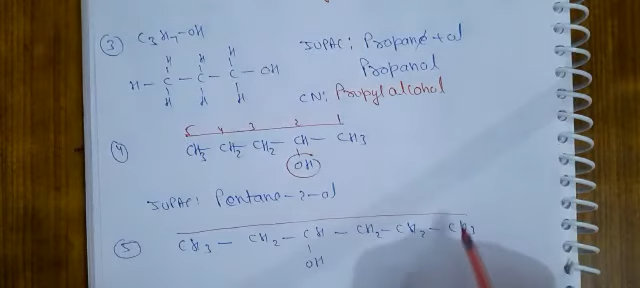 ③ C3H7-OH
IUPAC: Propane + ol
H H H
H - C - C - C - OH
H H H
Propanol
CN: Propyl alcohol
5 4 3 2 1
④ CH3 CH2 CH2 CH - CH3
OH
IUPAC: Pentane-2-ol
⑤ CH3 - CH2 - CH - CH2 - CH2 - CH3
OH